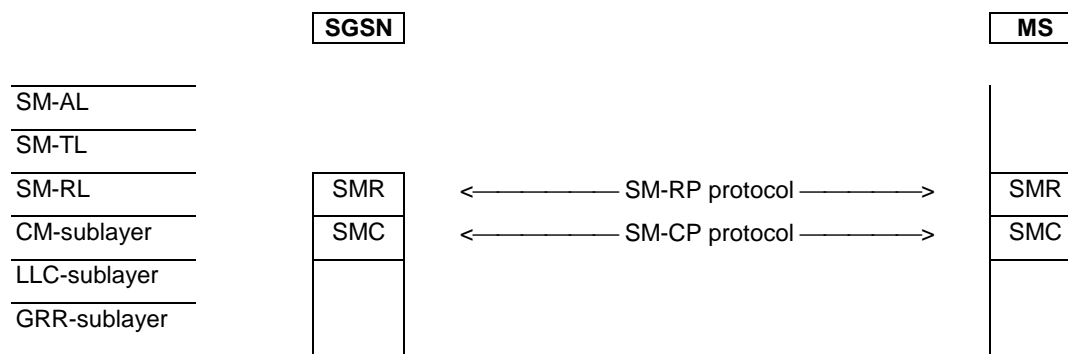 SGSN MS
SM-AL
SM-TL
SM-RL SMR <—————— SM-RP protocol ——————> SMR
CM-sublayer SMC <—————— SM-CP protocol ——————> SMC
LLC-sublayer
GRR-sublayer